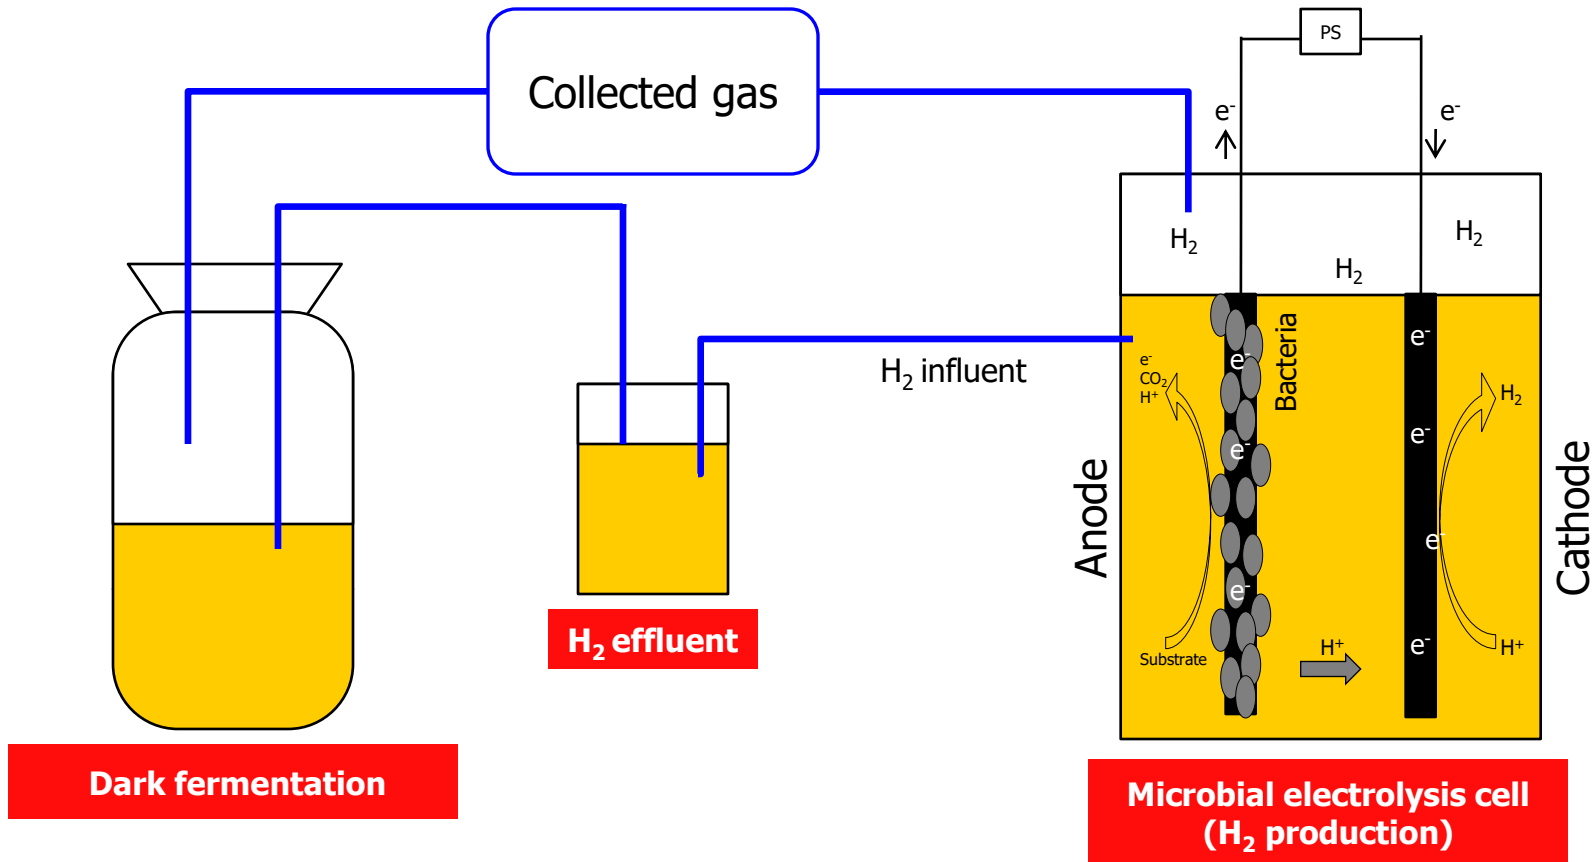 PS
Collected gas
e⁻
e⁻
H₂
H₂
H₂
H₂ influent
e⁻
CO₂
H⁺
Substrate
Anode
e⁻
e⁻
e⁻
Bacteria
H⁺
e⁻
e⁻
e⁻
e⁻
H₂
H⁺
Cathode
H₂ effluent
Dark fermentation
Microbial electrolysis cell
(H₂ production)